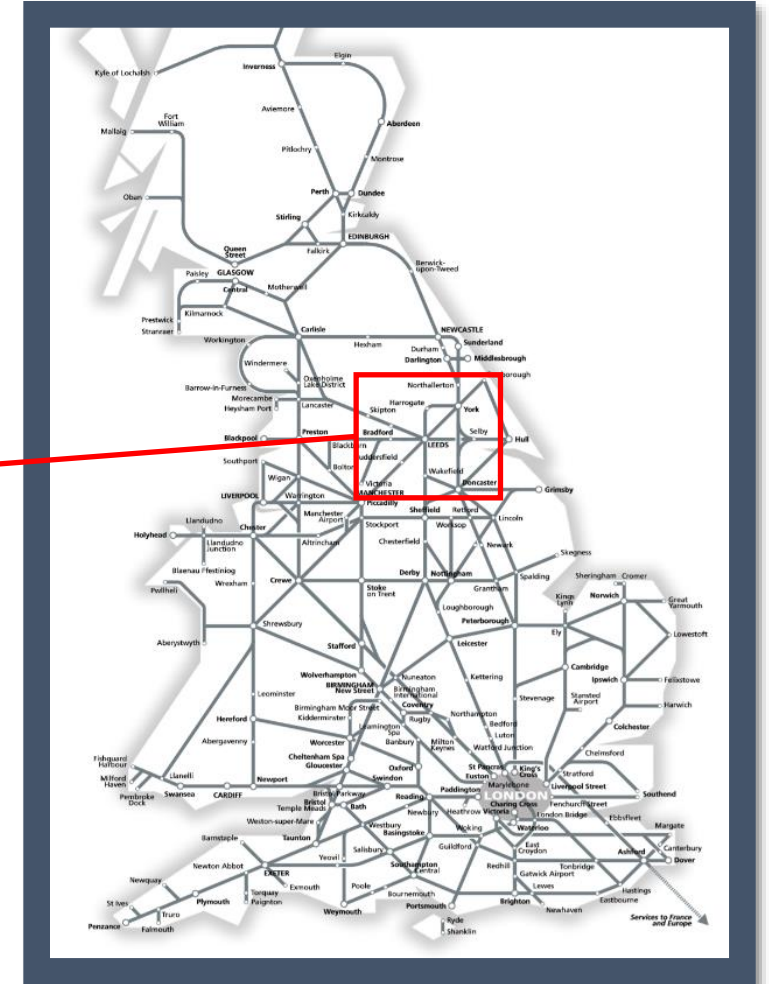 Elgin
Inverness
Kyle of Lochalsh
Aviemore
Fort
William
Mallaig
Aberdeen
Pitlochry
Montrose
Perth
Dundee
Oban
Stirling
Kirkcaldy
EDINBURGH
Queen
Street
Falkirk
Berwick-
upon-Tweed
Paisley
GLASGOW
Central
Motherwell
Prestwick
Kilmarnock
Stranraer
Carlisle
NEWCASTLE
Workington
Hexham
Durham
Sunderland
Darlington
Middlesbrough
Windermere
Oxenholme
Lake District
Northallerton
borough
Barrow-in-Furness
Morecambe
Heysham Port
Lancaster
Harrogate
Skipton
York
Blackpool
Preston
Bradford
Selby
Hull
Blackburn
LEEDS
Southport
Bolton
uddersfield
Wakefield
Wigan
Victoria
Doncaster
LIVERPOOL
Warrington
MANCHESTER
Piccadilly
Grimsby
Llandudno
Manchester
Airport
Sheffield
Retford
Holyhead
Chester
Stockport
Worksop
Lincoln
Llandudno
Junction
Altrincham
Chesterfield
Newark
Skegness
Blaenau Ffestiniog
Pwllheli
Wrexham
Crewe
Stoke
on Trent
Derby
Nottingham
Grantham
Spalding
Sheringham
Cromer
Kings
Lynn
Norwich
Great
Yarmouth
Loughborough
Aberystwyth
Shrewsbury
Peterborough
Ely
Lowestoft
Stafford
Leicester
Wolverhampton
BIRMINGHAM
New Street
Nuneaton
Kettering
Cambridge
Ipswich
Felixstowe
Leominster
Birmingham
International
Birmingham Moor Street
Coventry
Stevenage
Stansted
Airport
Harwich
Kidderminster
Rugby
Northampton
Hereford
Leamington
Spa
Bedford
Colchester
Abergavenny
Worcester
Banbury
Milton
Keynes
Luton
Watford Junction
Chelmsford
Fishguard
Harbour
Cheltenham Spa
Gloucester
Oxford
St Pancras
King's
Cross
Euston
Stratford
Milford
Haven
Llanelli
Newport
Swindon
Marylebone
Liverpool Street
Pembroke
Dock
Swansea
CARDIFF
Bristol Parkway
Reading
Paddington
LONDON
Southend
Bristol
Temple Meads
Bath
Newbury
Heathrow
Victoria
Charing Cross
Fenchurch Street
London Bridge
Ebbsfleet
Weston-super-Mare
Westbury
Basingstoke
Woking
Waterloo
Margate
Barnstaple
Taunton
Salisbury
Guildford
East
Croydon
Canterbury
Yeovil
Ashford
Dover
Newton Abbot
EXETER
Southampton
Central
Redhill
Tonbridge
Gatwick Airport
Newquay
Exmouth
Poole
Bournemouth
Lewes
Hastings
Eastbourne
St Ives
Plymouth
Torquay
Paignton
Weymouth
Portsmouth
Brighton
Newhaven
Truro
Penzance
Falmouth
Ryde
Shanklin
Services to France
and Europe